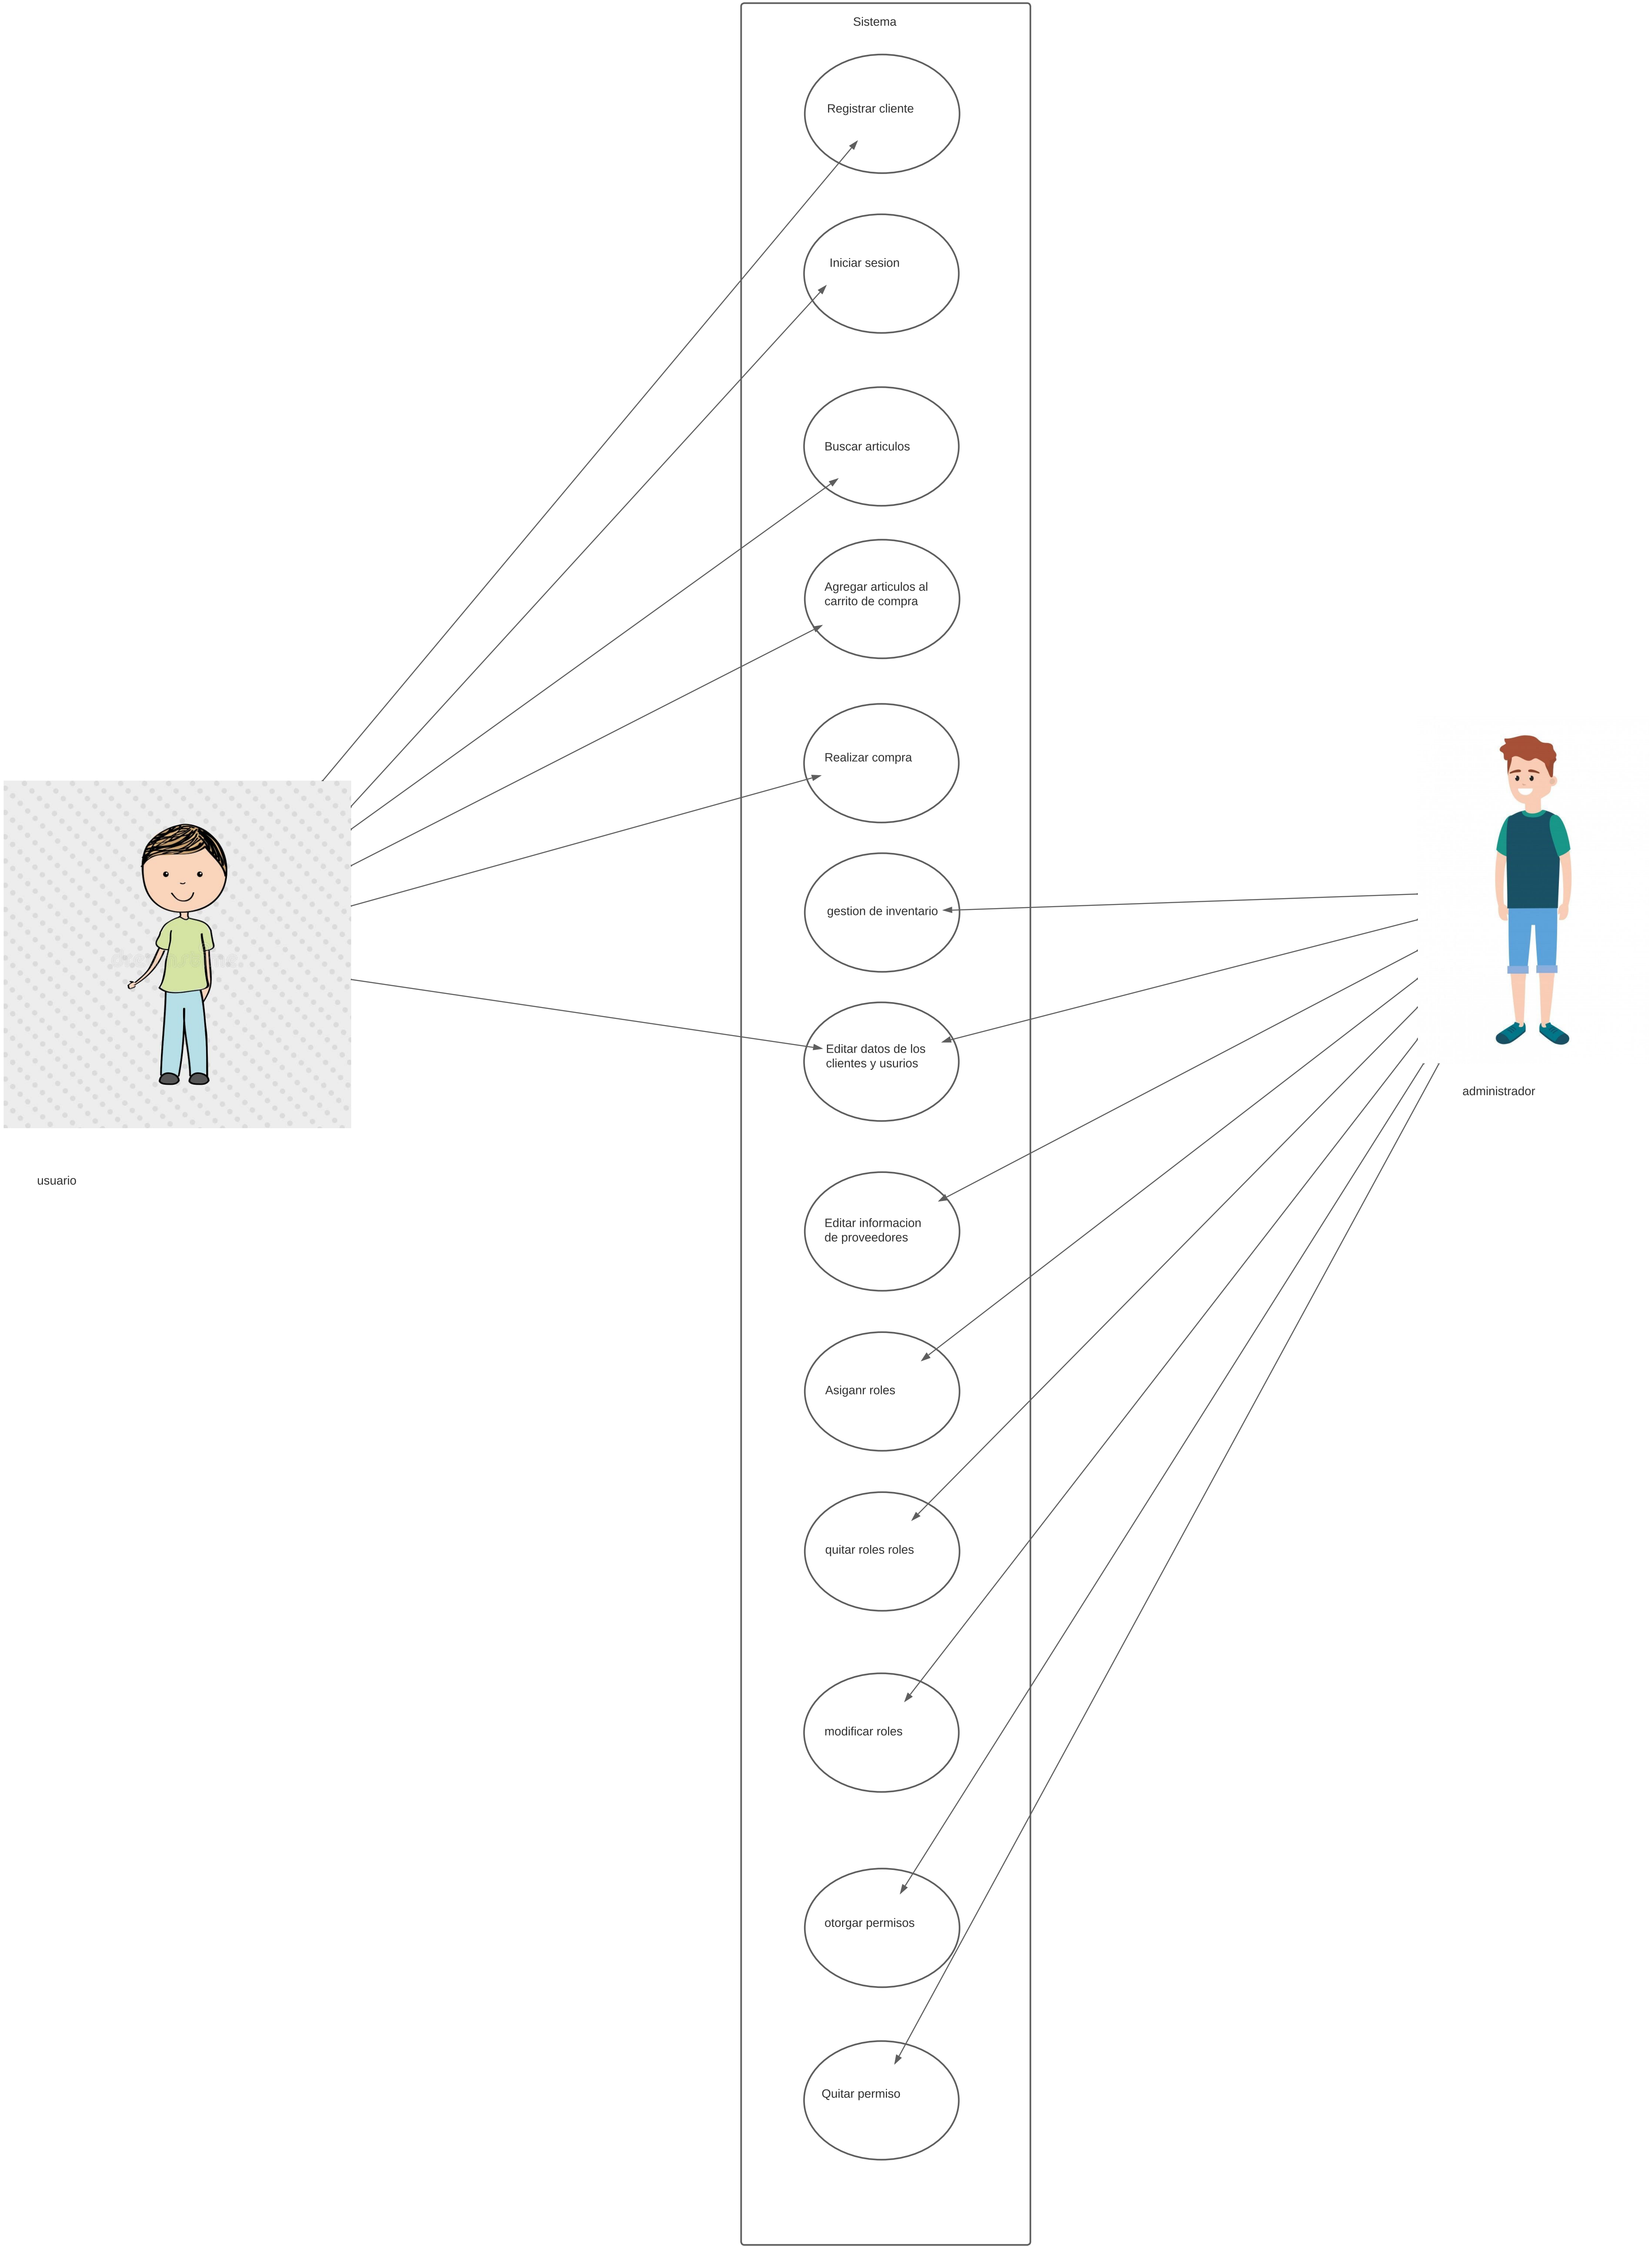 Sistema
Registrar cliente
Iniciar sesion
Buscar articulos
Agregar articulos al
carrito de compra
Realizar compra
gestion de inventario
Editar datos de los
clientes y usurios
administrador
usuario
Editar informacion
de proveedores
Asiganr roles
quitar roles roles
modificar roles
otorgar permisos
Quitar permiso